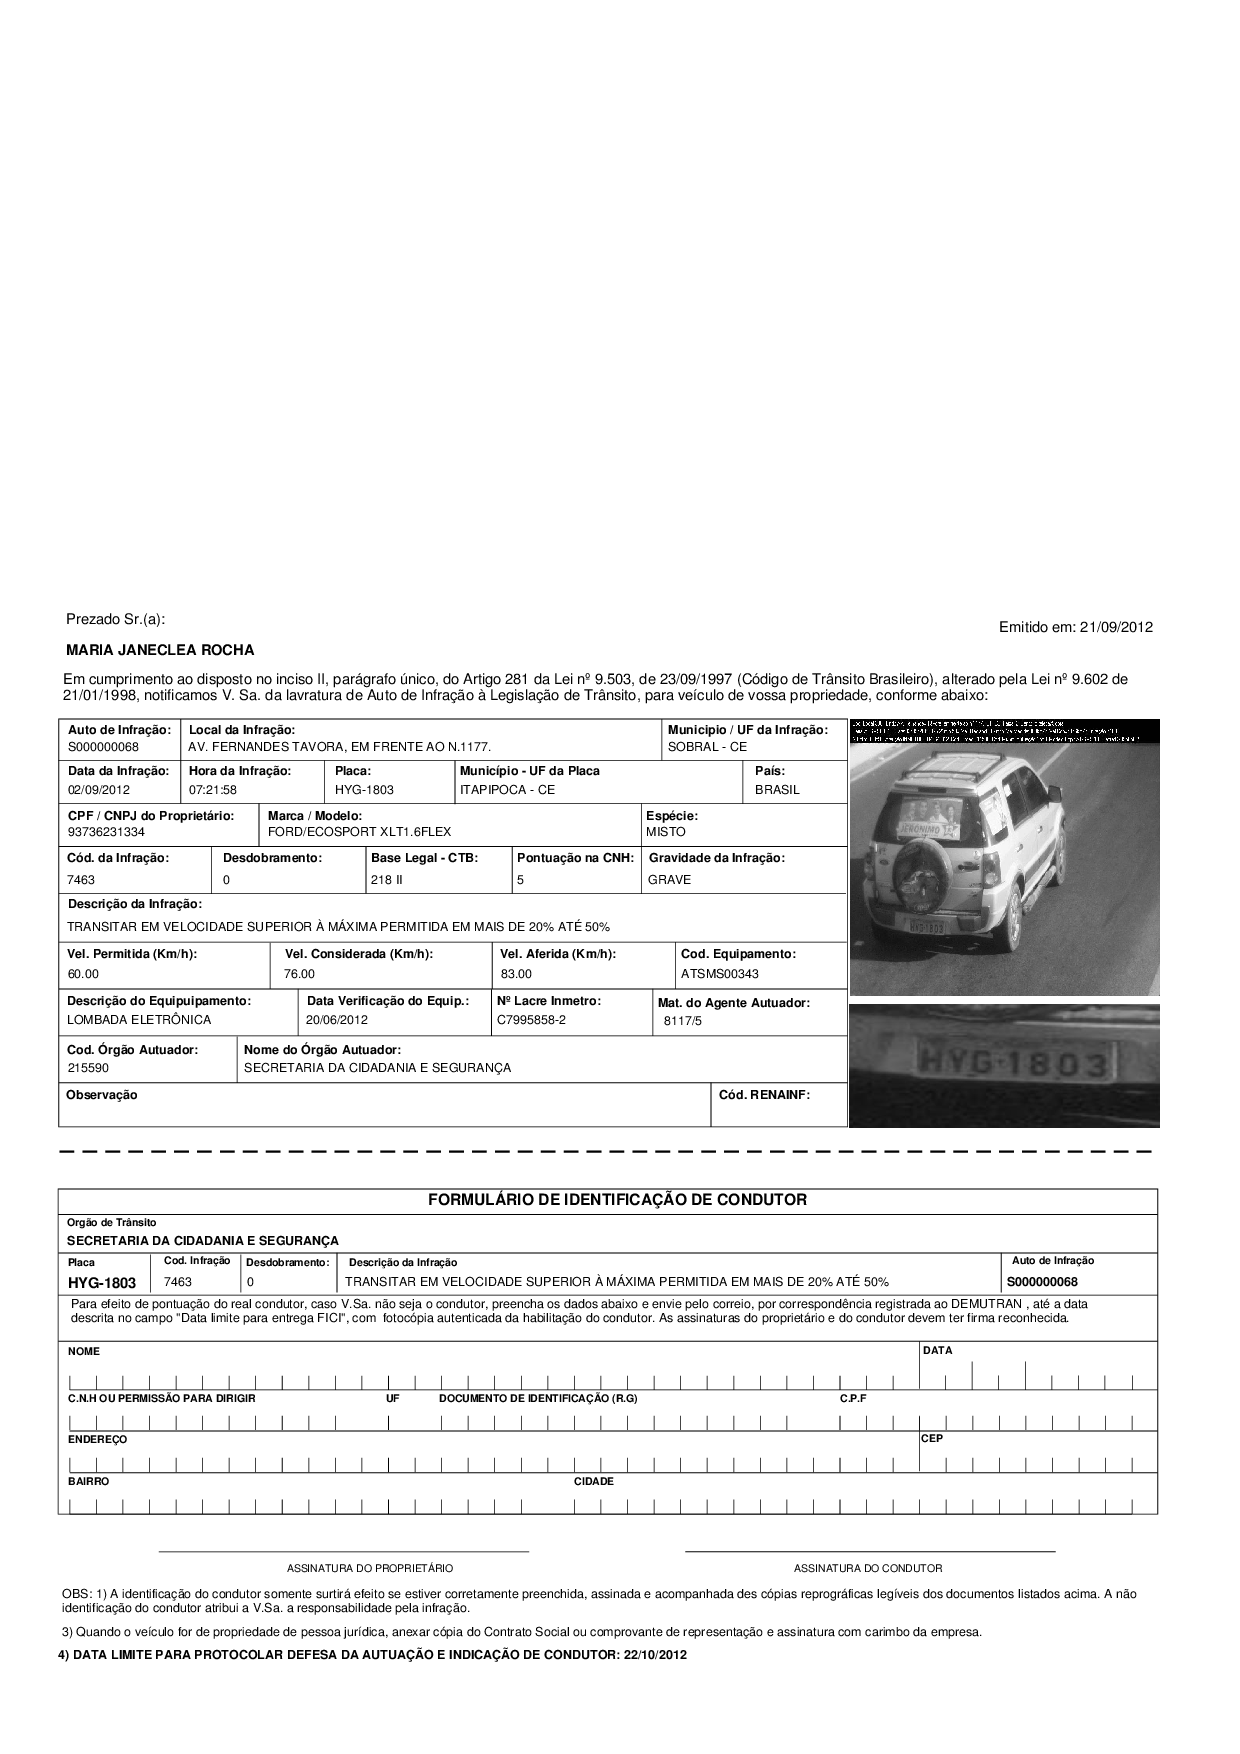 Prezado Sr.(a):
Emitido em: 21/09/2012
MARIA JANECLEA ROCHA
Em cumprimento ao disposto no inciso II, parágrafo único, do Artigo 281 da Lei nº 9.503, de 23/09/1997 (Código de Trânsito Brasileiro), alterado pela Lei nº 9.602 de
21/01/1998, notificamos V. Sa. da lavratura de Auto de Infração à Legislação de Trânsito, para veículo de vossa propriedade, conforme abaixo:
Auto de Infração: Local da Infração: Municipio / UF da Infração:
S000000068 AV. FERNANDES TAVORA, EM FRENTE AO N.1177. SOBRAL - CE
Data da Infração: Hora da Infração: Placa: Município - UF da Placa País:
02/09/2012 07:21:58 HYG-1803 ITAPIPOCA - CE BRASIL
CPF / CNPJ do Proprietário: Marca / Modelo: Espécie:
93736231334 FORD/ECOSPORT XLT1.6FLEX MISTO
Cód. da Infração: Desdobramento: Base Legal - CTB: Pontuação na CNH: Gravidade da Infração:
7463 0 218 II 5 GRAVE
Descrição da Infração:
TRANSITAR EM VELOCIDADE SUPERIOR À MÁXIMA PERMITIDA EM MAIS DE 20% ATÉ 50%
Vel. Permitida (Km/h): Vel. Considerada (Km/h): Vel. Aferida (Km/h): Cod. Equipamento:
60.00 76.00 83.00 ATSMS00343
Descrição do Equipuipamento: Data Verificação do Equip.: Nº Lacre Inmetro: Mat. do Agente Autuador:
LOMBADA ELETRÔNICA 20/06/2012 C7995858-2 8117/5
Cod. Órgão Autuador: Nome do Órgão Autuador:
215590 SECRETARIA DA CIDADANIA E SEGURANÇA
Observação Cód. RENAINF:
JERONIMO
HYG-1803
HYG-1803
FORMULÁRIO DE IDENTIFICAÇÃO DE CONDUTOR
Orgão de Trânsito
SECRETARIA DA CIDADANIA E SEGURANÇA
Placa Cod. Infração Desdobramento: Descrição da Infração Auto de Infração
HYG-1803 7463 0 TRANSITAR EM VELOCIDADE SUPERIOR À MÁXIMA PERMITIDA EM MAIS DE 20% ATÉ 50% S000000068
Para efeito de pontuação do real condutor, caso V.Sa. não seja o condutor, preencha os dados abaixo e envie pelo correio, por correspondência registrada ao DEMUTRAN , até a data
descrita no campo "Data limite para entrega FICI", com fotocópia autenticada da habilitação do condutor. As assinaturas do proprietário e do condutor devem ter firma reconhecida.
NOME DATA
C.N.H OU PERMISSÃO PARA DIRIGIR UF DOCUMENTO DE IDENTIFICAÇÃO (R.G) C.P.F
ENDEREÇO CEP
BAIRRO CIDADE
ASSINATURA DO PROPRIETÁRIO ASSINATURA DO CONDUTOR
OBS: 1) A identificação do condutor somente surtirá efeito se estiver corretamente preenchida, assinada e acompanhada des cópias reprográficas legíveis dos documentos listados acima. A não
identificação do condutor atribui a V.Sa. a responsabilidade pela infração.
3) Quando o veículo for de propriedade de pessoa jurídica, anexar cópia do Contrato Social ou comprovante de representação e assinatura com carimbo da empresa.
4) DATA LIMITE PARA PROTOCOLAR DEFESA DA AUTUAÇÃO E INDICAÇÃO DE CONDUTOR: 22/10/2012